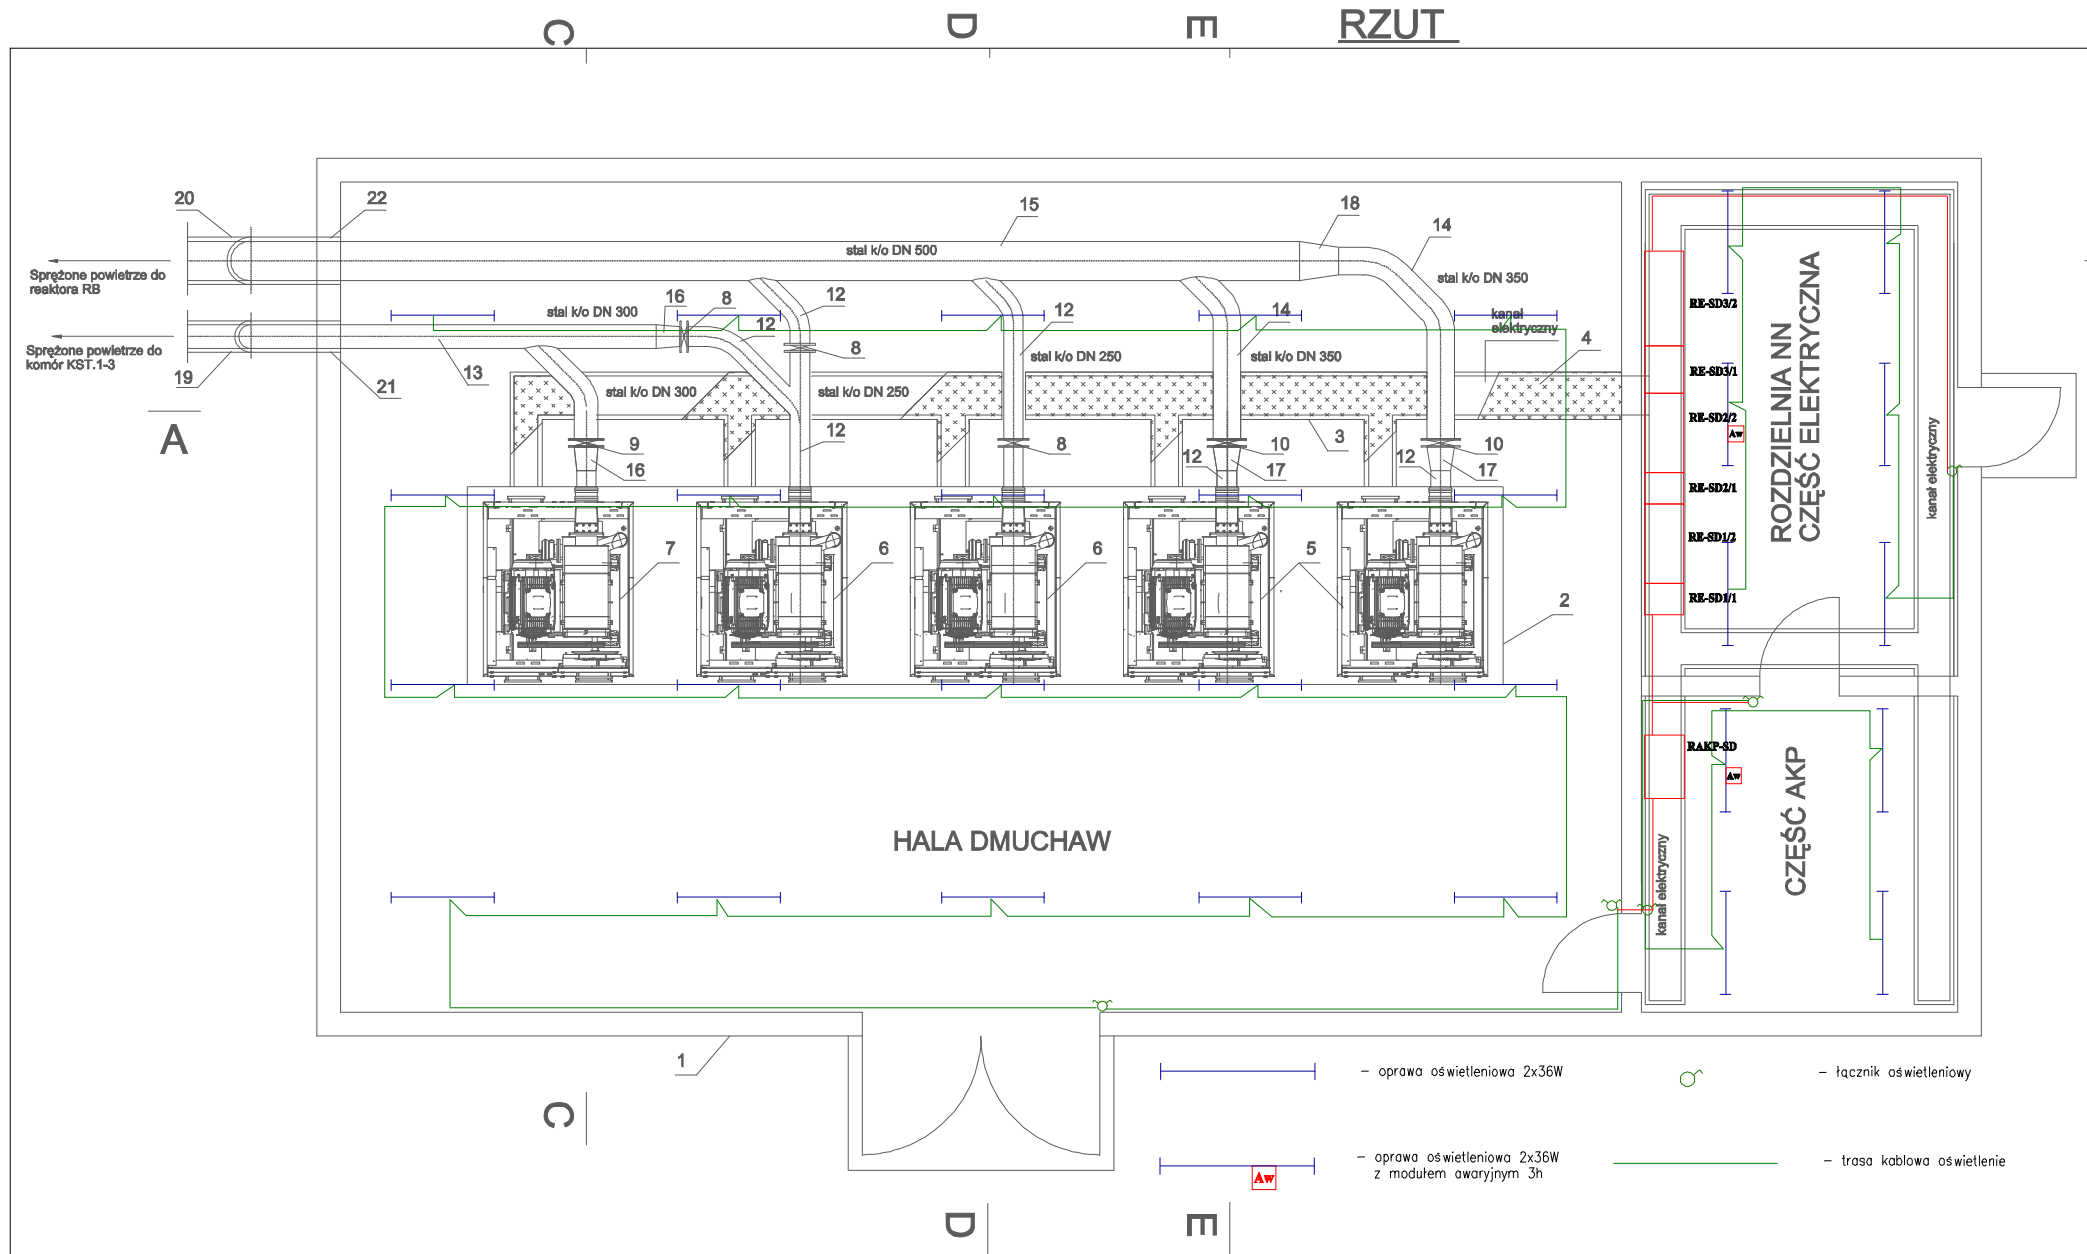 RZUT
C
D
E
20
22
15
18
14
stal k/o DN 500
Sprężone powietrze do
reaktora RB
stal k/o DN 350
16
8
12
stal k/o DN 300
12
12
14
kanał
elektryczny
Sprężone powietrze do
komór KST.1-3
8
stal k/o DN 250
stal k/o DN 350
4
19
13
21
stal k/o DN 300
stal k/o DN 250
A
9
16
12
8
12
10
17
3
12
10
17
7
6
6
5
2
RE-SD3/2
RE-SD3/1
RE-SD2/2
Aw
RE-SD2/1
RE-SD1/2
RE-SD1/1
ROZDZIELNIA NN
CZĘŚĆ ELEKTRYCZNA
kanał elektryczny
RAKP-SD
Aw
CZĘŚĆ AKP
kanał elektryczny
HALA DMUCHAW
1
C
D
E
– oprawa oświetleniowa 2x36W
– łącznik oświetleniowy
– oprawa oświetleniowa 2x36W
z modułem awaryjnym 3h
Aw
– trasa kablowa oświetlenie